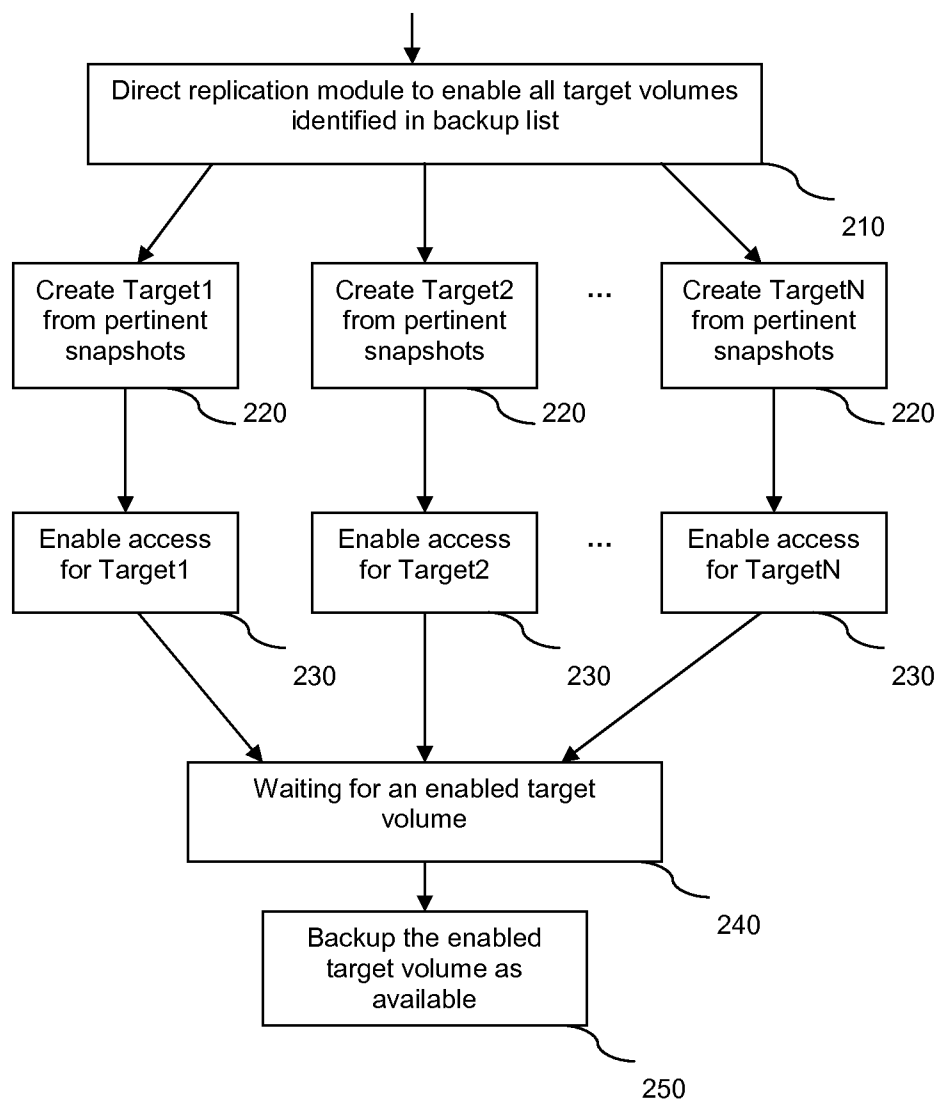 Direct replication module to enable all target volumes
identified in backup list
210
Create Target1
from pertinent
snapshots
Create Target2
from pertinent
snapshots
...
Create TargetN
from pertinent
snapshots
220
220
220
Enable access
for Target1
Enable access
for Target2
...
Enable access
for TargetN
230
230
230
Waiting for an enabled target
volume
240
Backup the enabled
target volume as
available
250